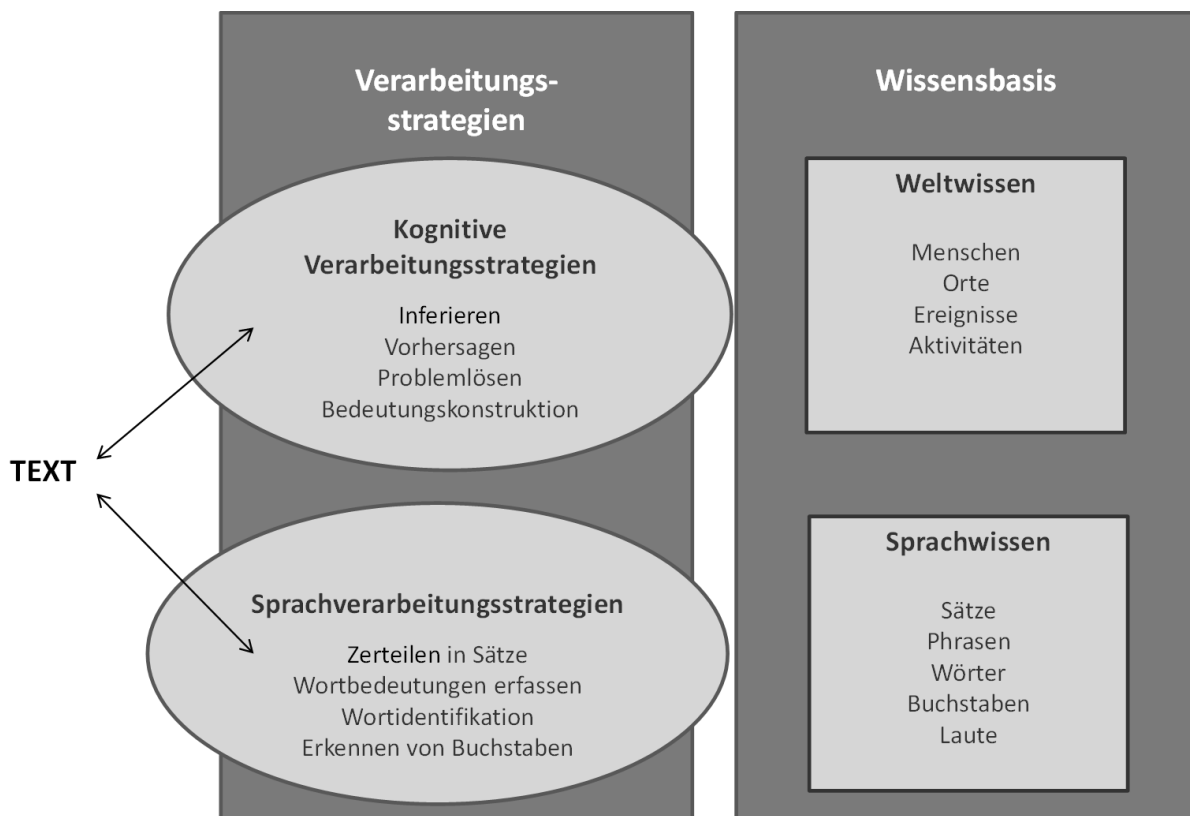 Verarbeitungs-
strategien
Kognitive
Verarbeitungsstrategien
Inferieren
Vorhersagen
Problemlösen
Bedeutungskonstruktion
TEXT
Sprachverarbeitungsstrategien
Zerteilen in Sätze
Wortbedeutungen erfassen
Wortidentifikation
Erkennen von Buchstaben
Wissensbasis
Weltwissen
Menschen
Orte
Ereignisse
Aktivitäten
Sprachwissen
Sätze
Phrasen
Wörter
Buchstaben
Laute